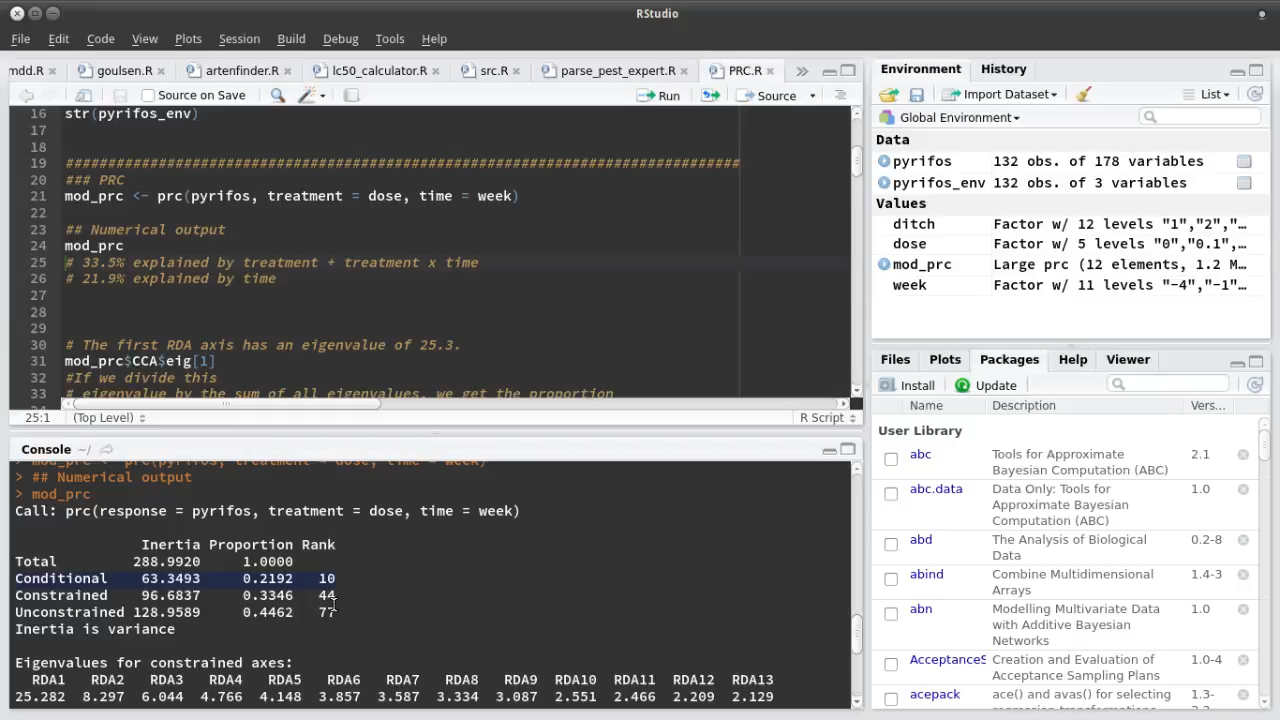 RStudio
File Edit Code View Plots Session Build Debug Tools Help
mdd.R goulsen.R artenfinder.R lc50_calculator.R src.R parse_pest_expert.R PRC.R
Source on Save Run Source
16 str(pyrifos_env)
17
18
19 ################################################################################
20 ### PRC
21 mod_prc <- prc(pyrifos, treatment = dose, time = week)
22
23 ## Numerical output
24 mod_prc
25 # 33.5% explained by treatment + treatment x time
26 # 21.9% explained by time
27
28
29
30 # The first RDA axis has an eigenvalue of 25.3.
31 mod_prc$CCA$eig[1]
32 #If we divide this
33 # eigenvalue by the sum of all eigenvalues, we get the proportion
25:1 (Top Level) R Script
Console ~/
> mod_prc <- prc(pyrifos, treatment = dose, time = week)
> ## Numerical output
> mod_prc
Call: prc(response = pyrifos, treatment = dose, time = week)
Inertia Proportion Rank
Total 288.9920 1.0000
Conditional 63.3493 0.2192 10
Constrained 96.6837 0.3346 44
Unconstrained 128.9589 0.4462 77
Inertia is variance
Eigenvalues for constrained axes:
RDA1 RDA2 RDA3 RDA4 RDA5 RDA6 RDA7 RDA8 RDA9 RDA10 RDA11 RDA12 RDA13
25.282 8.297 6.044 4.766 4.148 3.857 3.587 3.334 3.087 2.551 2.466 2.209 2.129
Environment History
Import Dataset List
Global Environment
Data
pyrifos 132 obs. of 178 variables
pyrifos_env 132 obs. of 3 variables
Values
ditch Factor w/ 12 levels "1","2","…
dose Factor w/ 5 levels "0","0.1",…
mod_prc Large prc (12 elements, 1.2 M…
week Factor w/ 11 levels "-4","-1"…
Files Plots Packages Help Viewer
Install Update
Name Description Vers...
User Library
abc Tools for Approximate 2.1
Bayesian Computation (ABC)
abc.data Data Only: Tools for 1.0
Approximate Bayesian
Computation (ABC)
abd The Analysis of Biological 0.2-8
Data
abind Combine Multidimensional 1.4-3
Arrays
abn Modelling Multivariate Data 1.0
with Additive Bayesian
Networks
AcceptanceS Creation and Evaluation of 1.0-4
Acceptance Sampling Plans
acepack ace() and avas() for selecting 1.3-